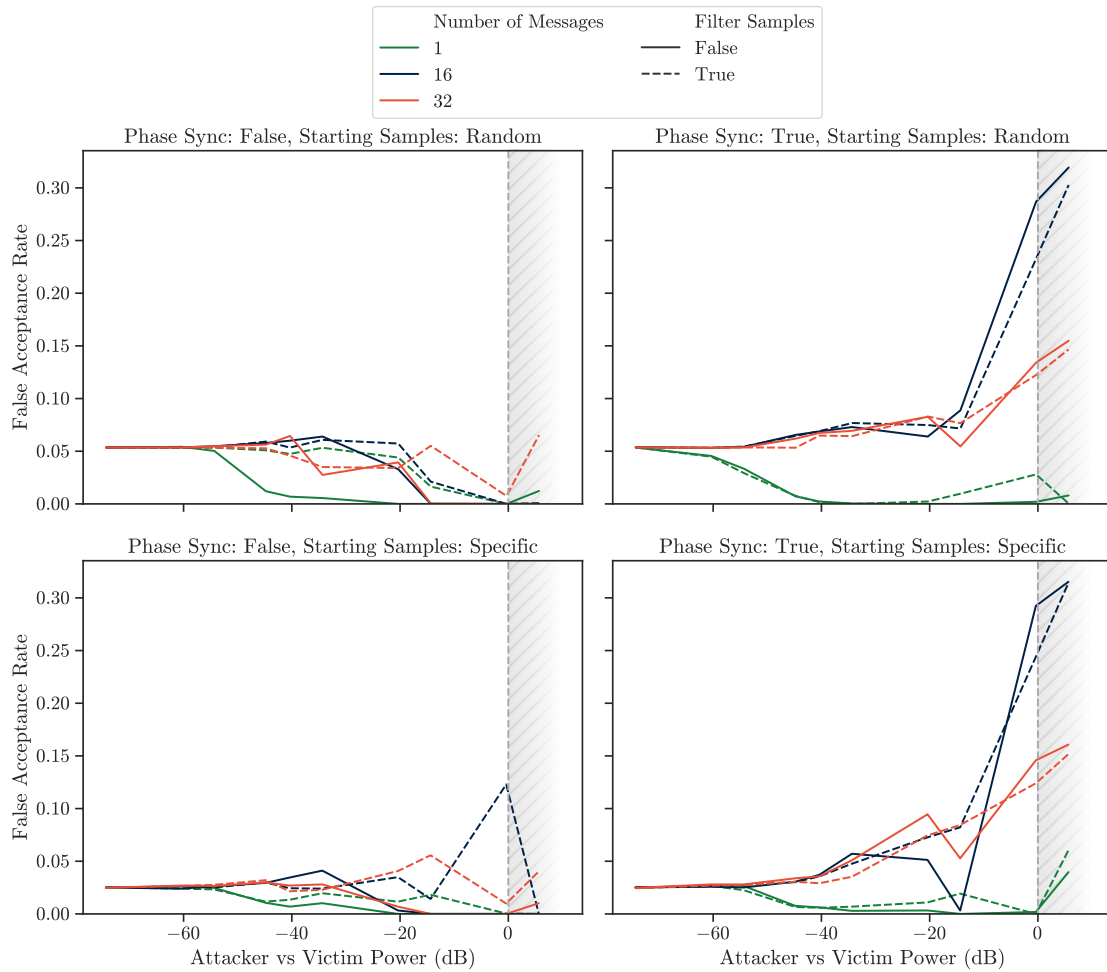 Number of Messages
1
16
32
Filter Samples
False
True
Phase Sync: False, Starting Samples: Random
Phase Sync: True, Starting Samples: Random
False Acceptance Rate
0.30
0.25
0.20
0.15
0.10
0.05
0.00
Phase Sync: False, Starting Samples: Specific
Phase Sync: True, Starting Samples: Specific
False Acceptance Rate
0.30
0.25
0.20
0.15
0.10
0.05
0.00
−60 −40 −20 0
−60 −40 −20 0
Attacker vs Victim Power (dB)
Attacker vs Victim Power (dB)